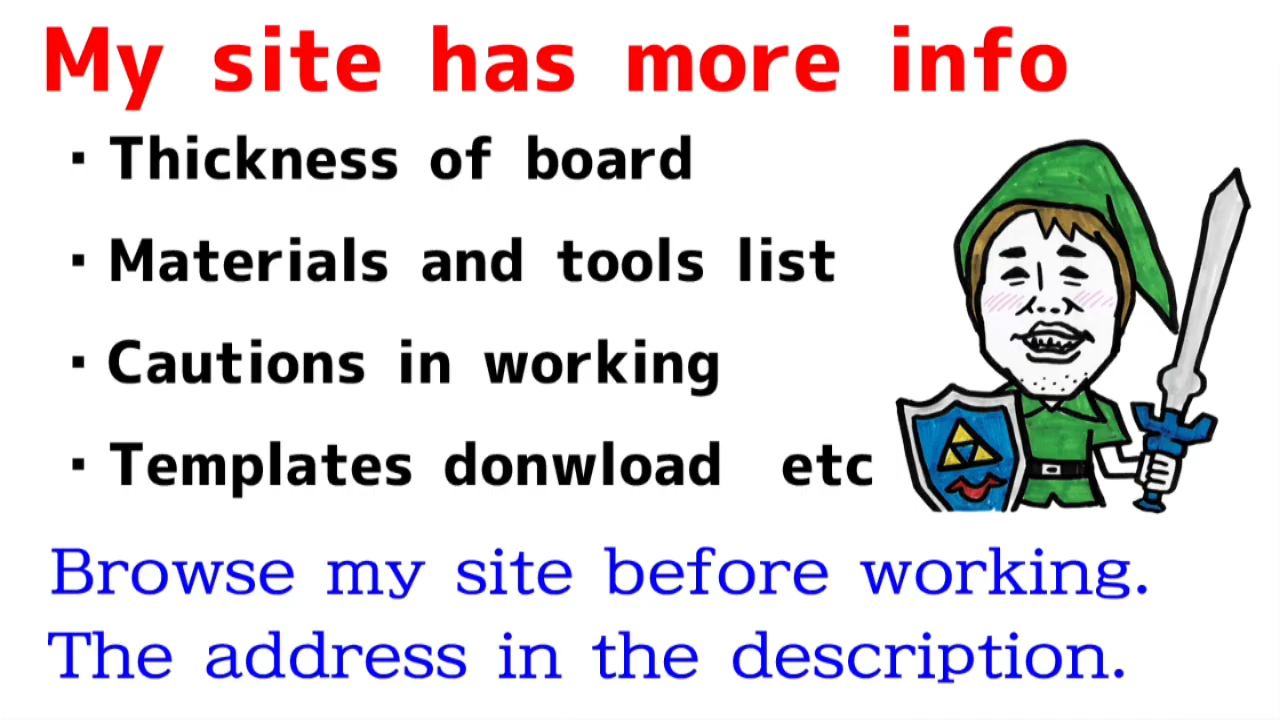 My site has more info
・Thickness of board
・Materials and tools list
・Cautions in working
・Templates donwload etc
Browse my site before working.
The address in the description.